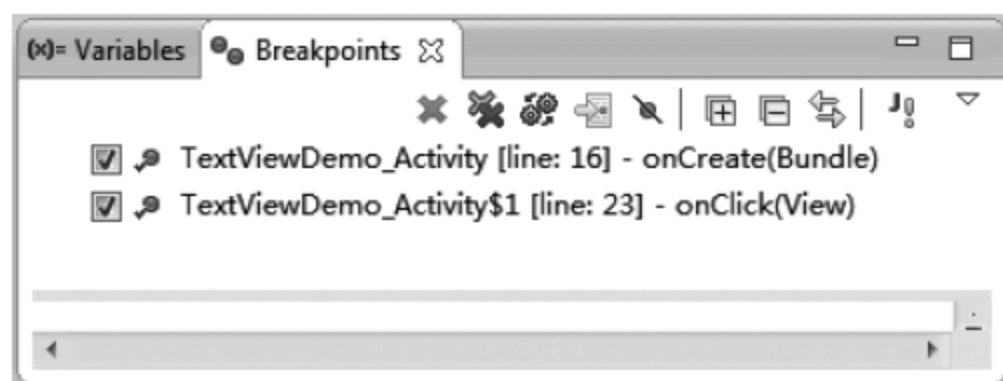 (x)= Variables Breakpoints
TextViewDemo_Activity [line: 16] - onCreate(Bundle)
TextViewDemo_Activity$1 [line: 23] - onClick(View)